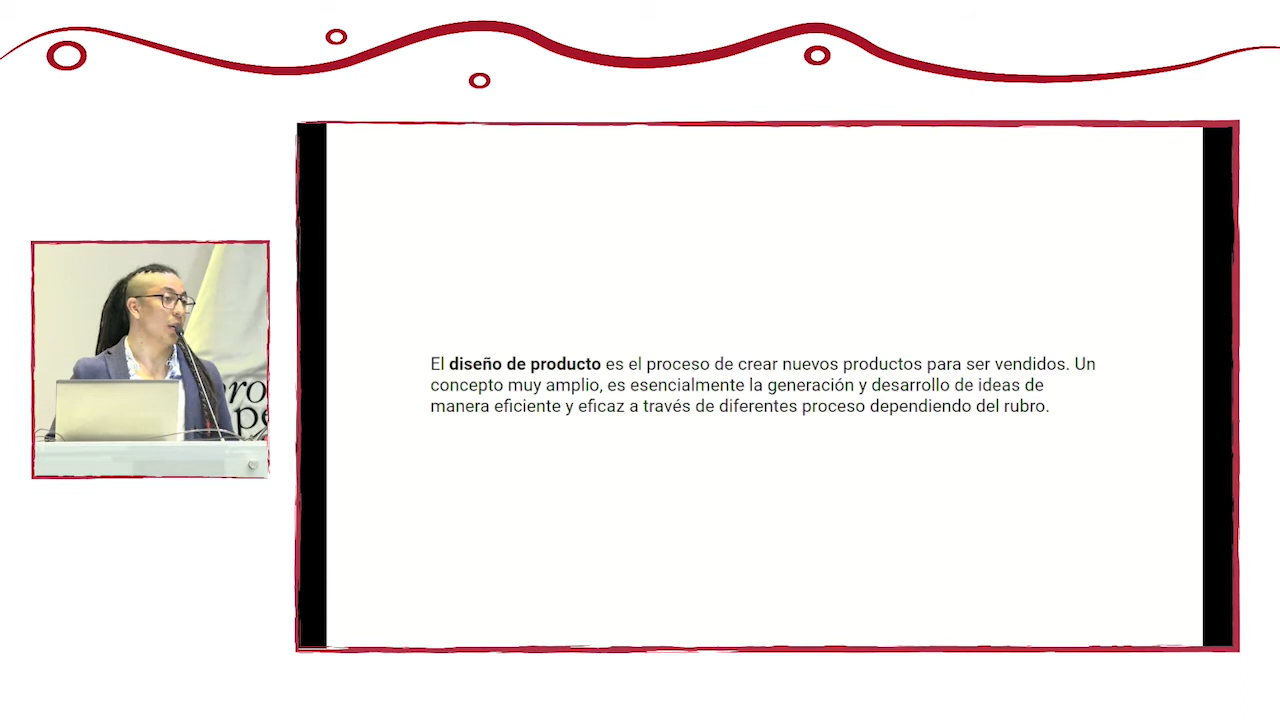 El diseño de producto es el proceso de crear nuevos productos para ser vendidos. Un
concepto muy amplio, es esencialmente la generación y desarrollo de ideas de
manera eficiente y eficaz a través de diferentes proceso dependiendo del rubro.